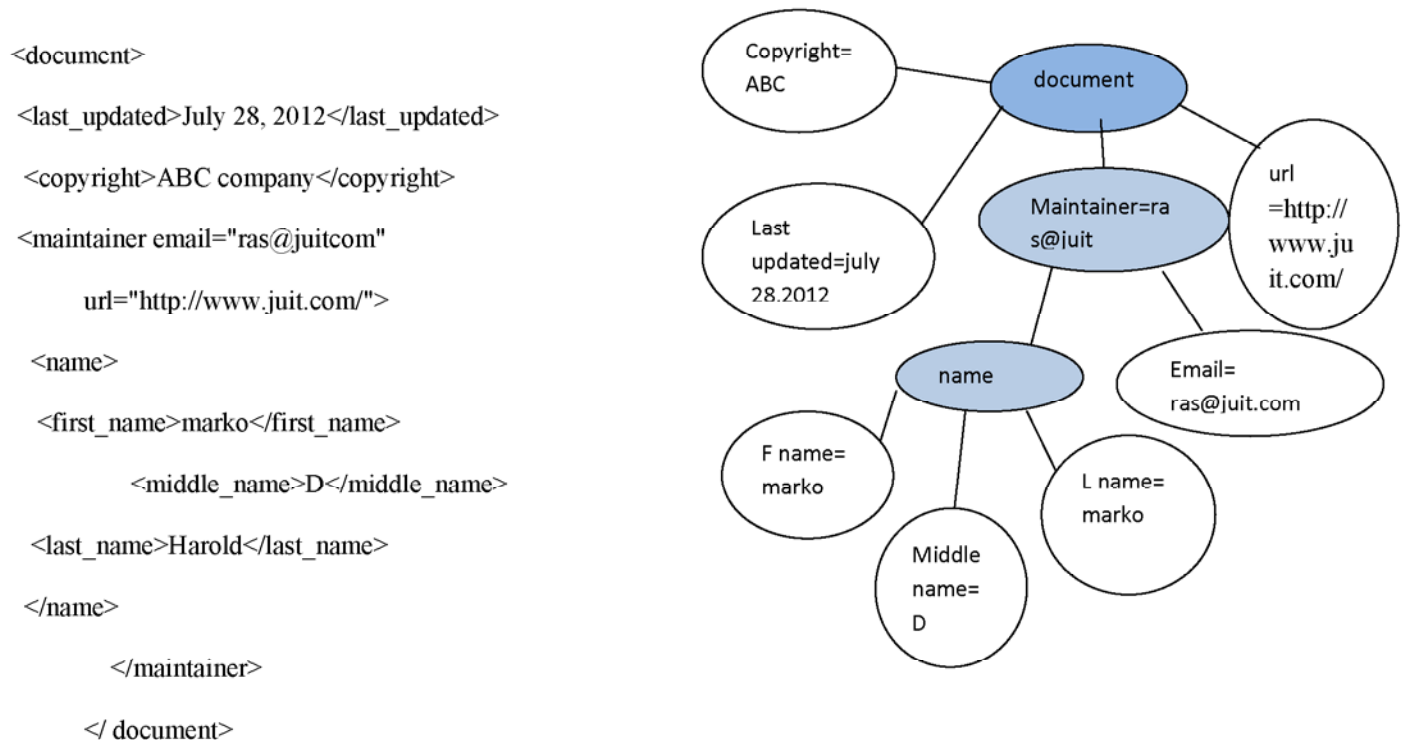 <document>
<last_updated>July 28, 2012</last_updated>
<copyright>ABC company</copyright>
<maintainer email="ras@juitcom"
url="http://www.juit.com/">
<name>
<first_name>marko</first_name>
<middle_name>D</middle_name>
<last_name>Harold</last_name>
</name>
</maintainer>
</ document>
Copyright=
ABC
document
Last
updated=july
28.2012
Maintainer=ra
s@juit
url
=http://
www.ju
it.com/
name
Email=
ras@juit.com
F name=
marko
Middle
name=
D
L name=
marko